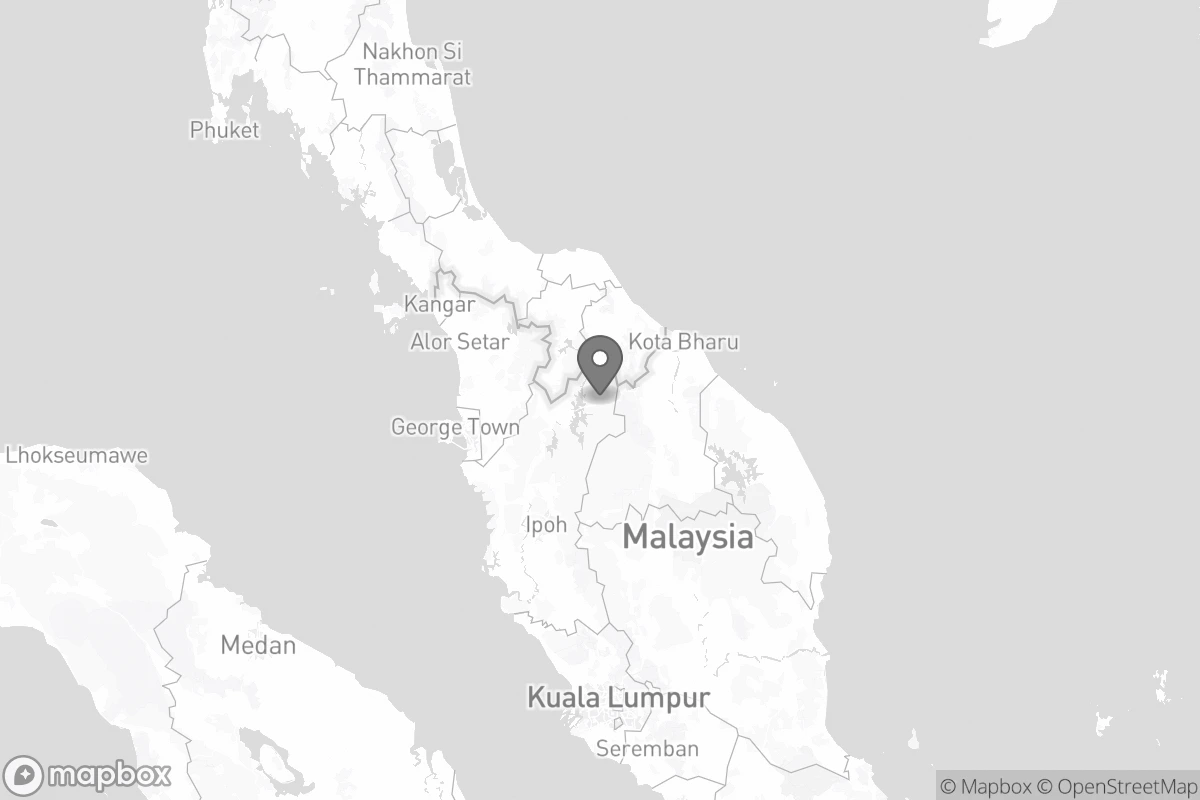 Nakhon Si
Thammarat
Phuket
Kangar
Alor Setar
Kota Bharu
George Town
Lhokseumawe
Ipoh
Malaysia
Medan
Kuala Lumpur
Seremban
mapbox
© Mapbox © OpenStreetMap